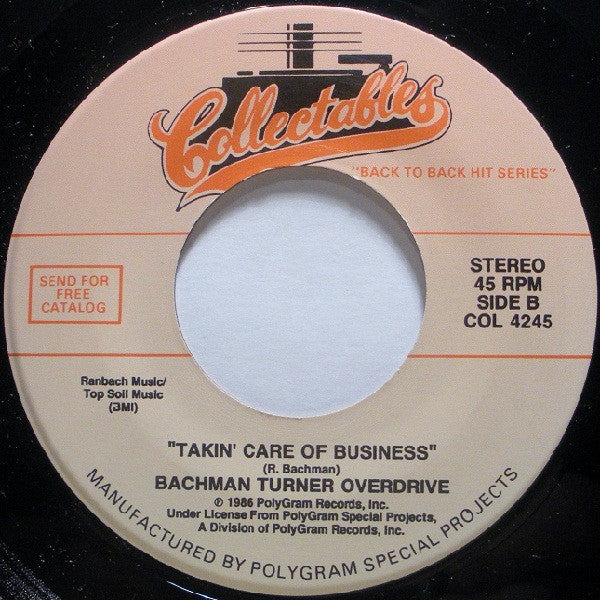 Collectables
"BACK TO BACK HIT SERIES"
SEND FOR
FREE
CATALOG
STEREO
45 RPM
SIDE B
COL 4245
Ranbach Music/
Top Soil Music
(BMI)
"TAKIN' CARE OF BUSINESS"
(R. Bachman)
BACHMAN TURNER OVERDRIVE
℗ 1986 PolyGram Records, Inc.
Under License From PolyGram Special Projects,
A Division of PolyGram Records, Inc.
MANUFACTURED BY POLYGRAM SPECIAL PROJECTS